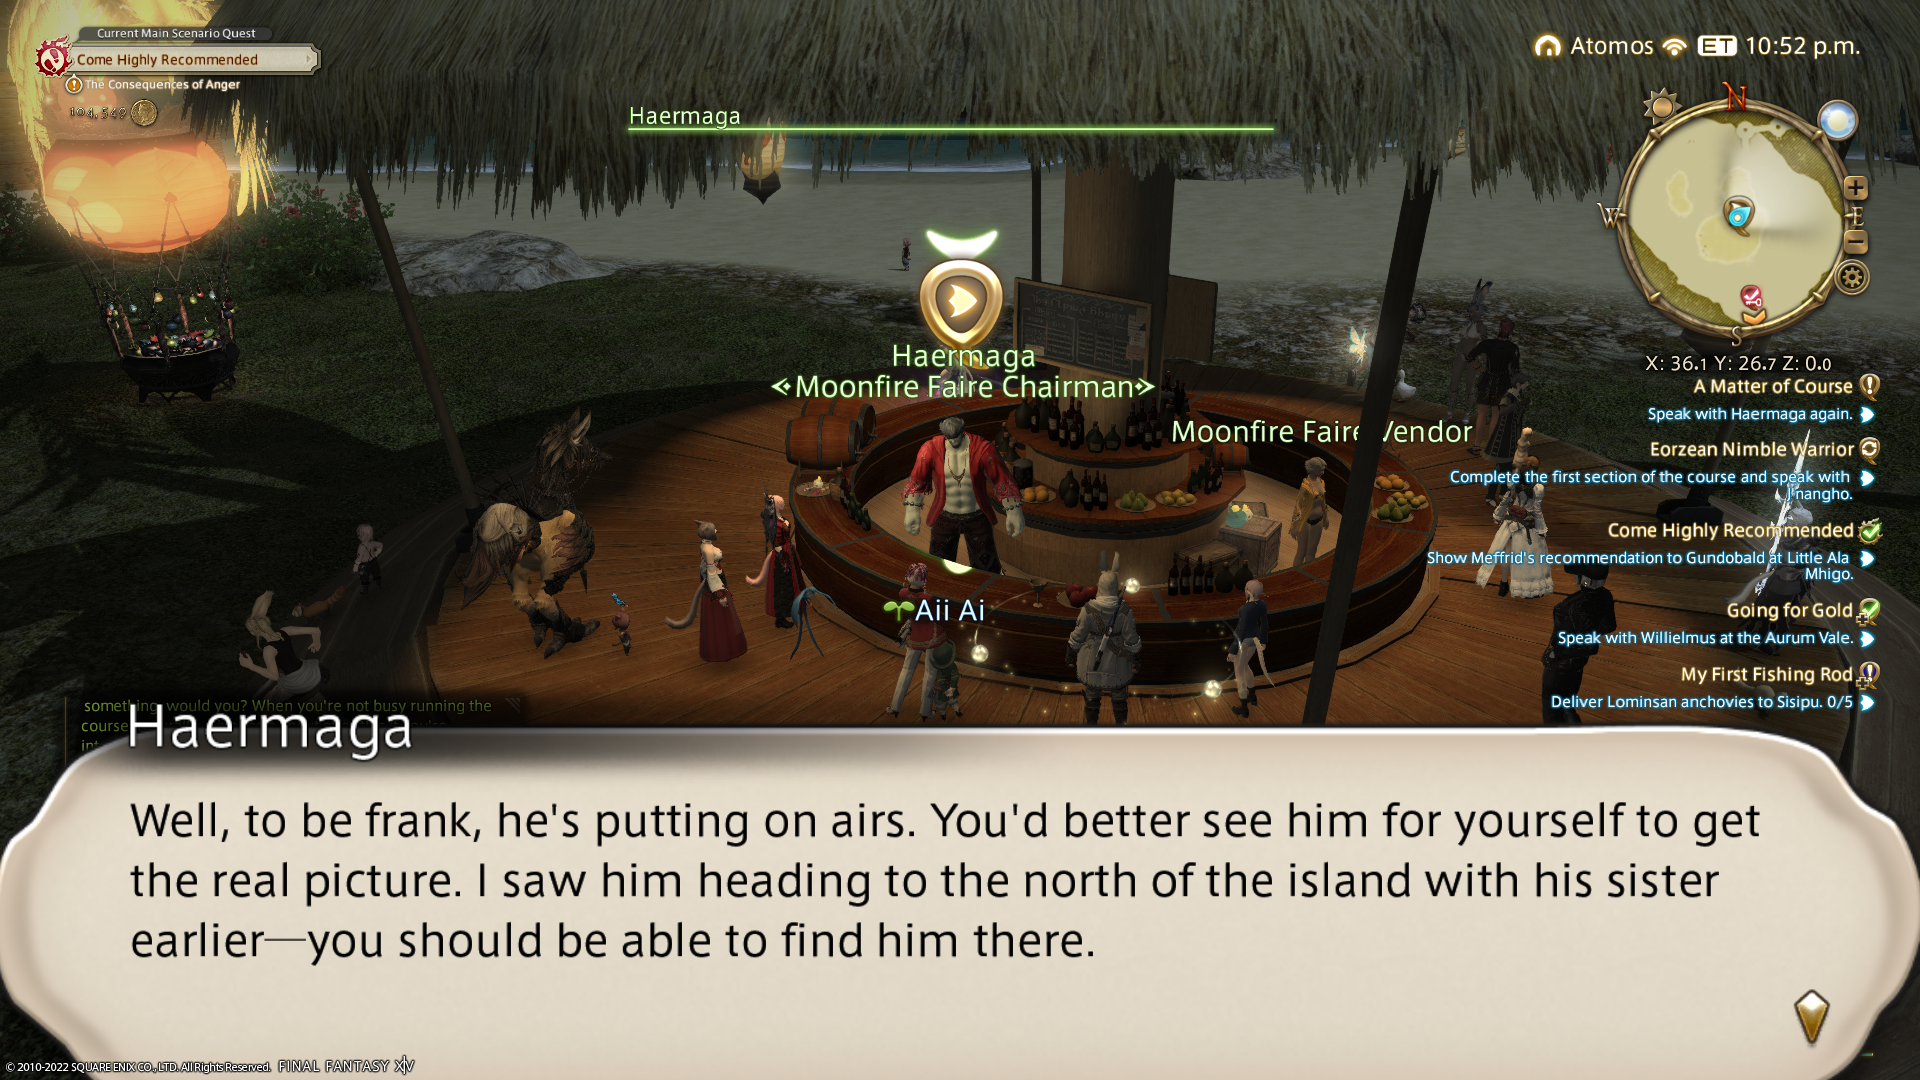 Current Main Scenario Quest
Come Highly Recommended
The Consequences of Anger
104,549
Atomos ET 10:52 p.m.
Haermaga
N
W
E
S
X: 36.1 Y: 26.7 Z: 0.0
Haermaga
Moonfire Faire Chairman
Moonfire Faire Vendor
Aii Ai
A Matter of Course
Speak with Haermaga again.
Eorzean Nimble Warrior
Complete the first section of the course and speak with
J'nangho.
Come Highly Recommended
Show Meffrid's recommendation to Gundobald at Little Ala
Mhigo.
Going for Gold
Speak with Willielmus at the Aurum Vale.
My First Fishing Rod
Deliver Lominsan anchovies to Sisipu. 0/5
something, would you? When you're not busy running the
course
Haermaga
Well, to be frank, he's putting on airs. You'd better see him for yourself to get
the real picture. I saw him heading to the north of the island with his sister
earlier—you should be able to find him there.
© 2010-2022 SQUARE ENIX CO., LTD. All Rights Reserved. FINAL FANTASY XIV